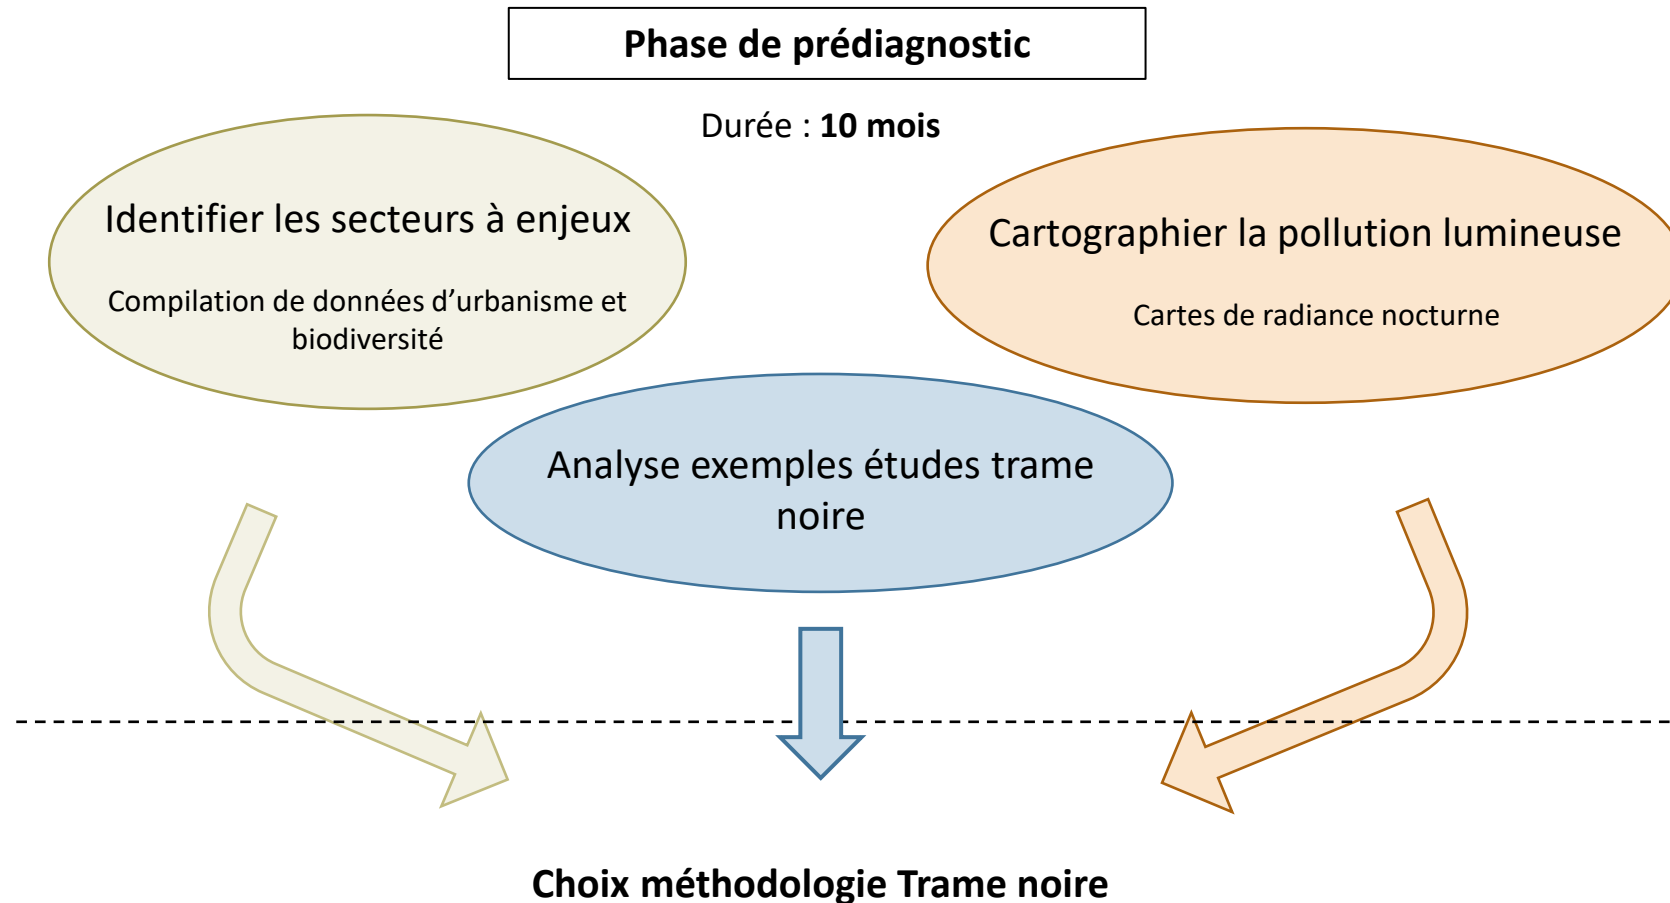 Phase de prédiagnostic
Durée : 10 mois
Identifier les secteurs à enjeux
Compilation de données d’urbanisme et
biodiversité
Cartographier la pollution lumineuse
Cartes de radiance nocturne
Analyse exemples études trame
noire
Choix méthodologie Trame noire